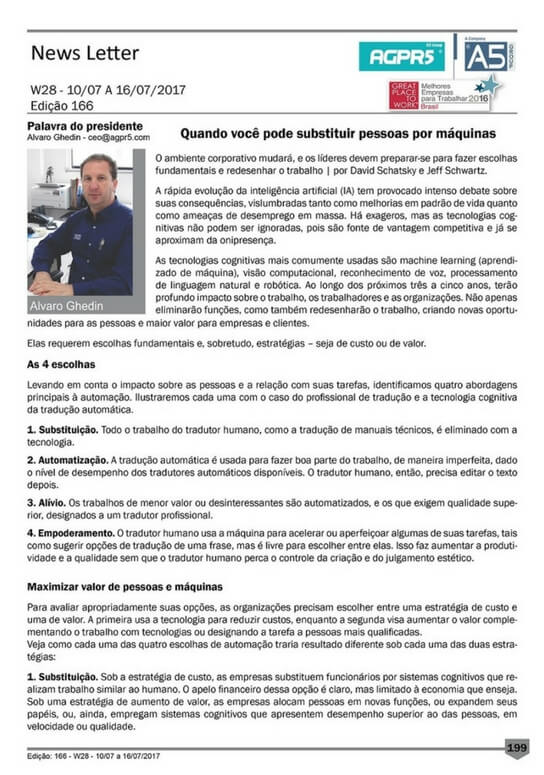 News Letter
AGPR5
A Company
A5
W28 - 10/07 A 16/07/2017
Edição 166
GREAT
PLACE
TO
WORK
Melhores
Empresas
para Trabalhar 2016
Brasil
Palavra do presidente
Alvaro Ghedin - ceo@agpr5.com
Quando você pode substituir pessoas por máquinas
O ambiente corporativo mudará, e os líderes devem preparar-se para fazer escolhas
fundamentais e redesenhar o trabalho | por David Schatsky e Jeff Schwartz.
A rápida evolução da inteligência artificial (IA) tem provocado intenso debate sobre
suas consequências, vislumbradas tanto como melhorias em padrão de vida quanto
como ameaças de desemprego em massa. Há exageros, mas as tecnologias cog-
nitivas não podem ser ignoradas, pois são fonte de vantagem competitiva e já se
aproximam da onipresença.
As tecnologias cognitivas mais comumente usadas são machine learning (aprendi-
zado de máquina), visão computacional, reconhecimento de voz, processamento
de linguagem natural e robótica. Ao longo dos próximos três a cinco anos, terão
profundo impacto sobre o trabalho, os trabalhadores e as organizações. Não apenas
eliminarão funções, como também redesenharão o trabalho, criando novas oportu-
nidades para as pessoas e maior valor para empresas e clientes.
Alvaro Ghedin
Elas requerem escolhas fundamentais e, sobretudo, estratégias – seja de custo ou de valor.
As 4 escolhas
Levando em conta o impacto sobre as pessoas e a relação com suas tarefas, identificamos quatro abordagens
principais à automação. Ilustraremos cada uma com o caso do profissional de tradução e a tecnologia cognitiva
da tradução automática.
1. Substituição. Todo o trabalho do tradutor humano, como a tradução de manuais técnicos, é eliminado com a
tecnologia.
2. Automatização. A tradução automática é usada para fazer boa parte do trabalho, de maneira imperfeita, dado
o nível de desempenho dos tradutores automáticos disponíveis. O tradutor humano, então, precisa editar o texto
depois.
3. Alívio. Os trabalhos de menor valor ou desinteressantes são automatizados, e os que exigem qualidade supe-
rior, designados a um tradutor profissional.
4. Empoderamento. O tradutor humano usa a máquina para acelerar ou aperfeiçoar algumas de suas tarefas, tais
como sugerir opções de tradução de uma frase, mas é livre para escolher entre elas. Isso faz aumentar a produti-
vidade e a qualidade sem que o tradutor humano perca o controle da criação e do julgamento estético.
Maximizar valor de pessoas e máquinas
Para avaliar apropriadamente suas opções, as organizações precisam escolher entre uma estratégia de custo e
uma de valor. A primeira usa a tecnologia para reduzir custos, enquanto a segunda visa aumentar o valor comple-
mentando o trabalho com tecnologias ou designando a tarefa a pessoas mais qualificadas.
Veja como cada uma das quatro escolhas de automação traria resultado diferente sob cada uma das duas estra-
tégias:
1. Substituição. Sob a estratégia de custo, as empresas substituem funcionários por sistemas cognitivos que re-
alizam trabalho similar ao humano. O apelo financeiro dessa opção é claro, mas limitado à economia que enseja.
Sob uma estratégia de aumento de valor, as empresas alocam pessoas em novas funções, ou expandem seus
papéis, ou, ainda, empregam sistemas cognitivos que apresentem desempenho superior ao das pessoas, em
velocidade ou qualidade.
199
Edição: 166 - W28 - 10/07 a 16/07/2017